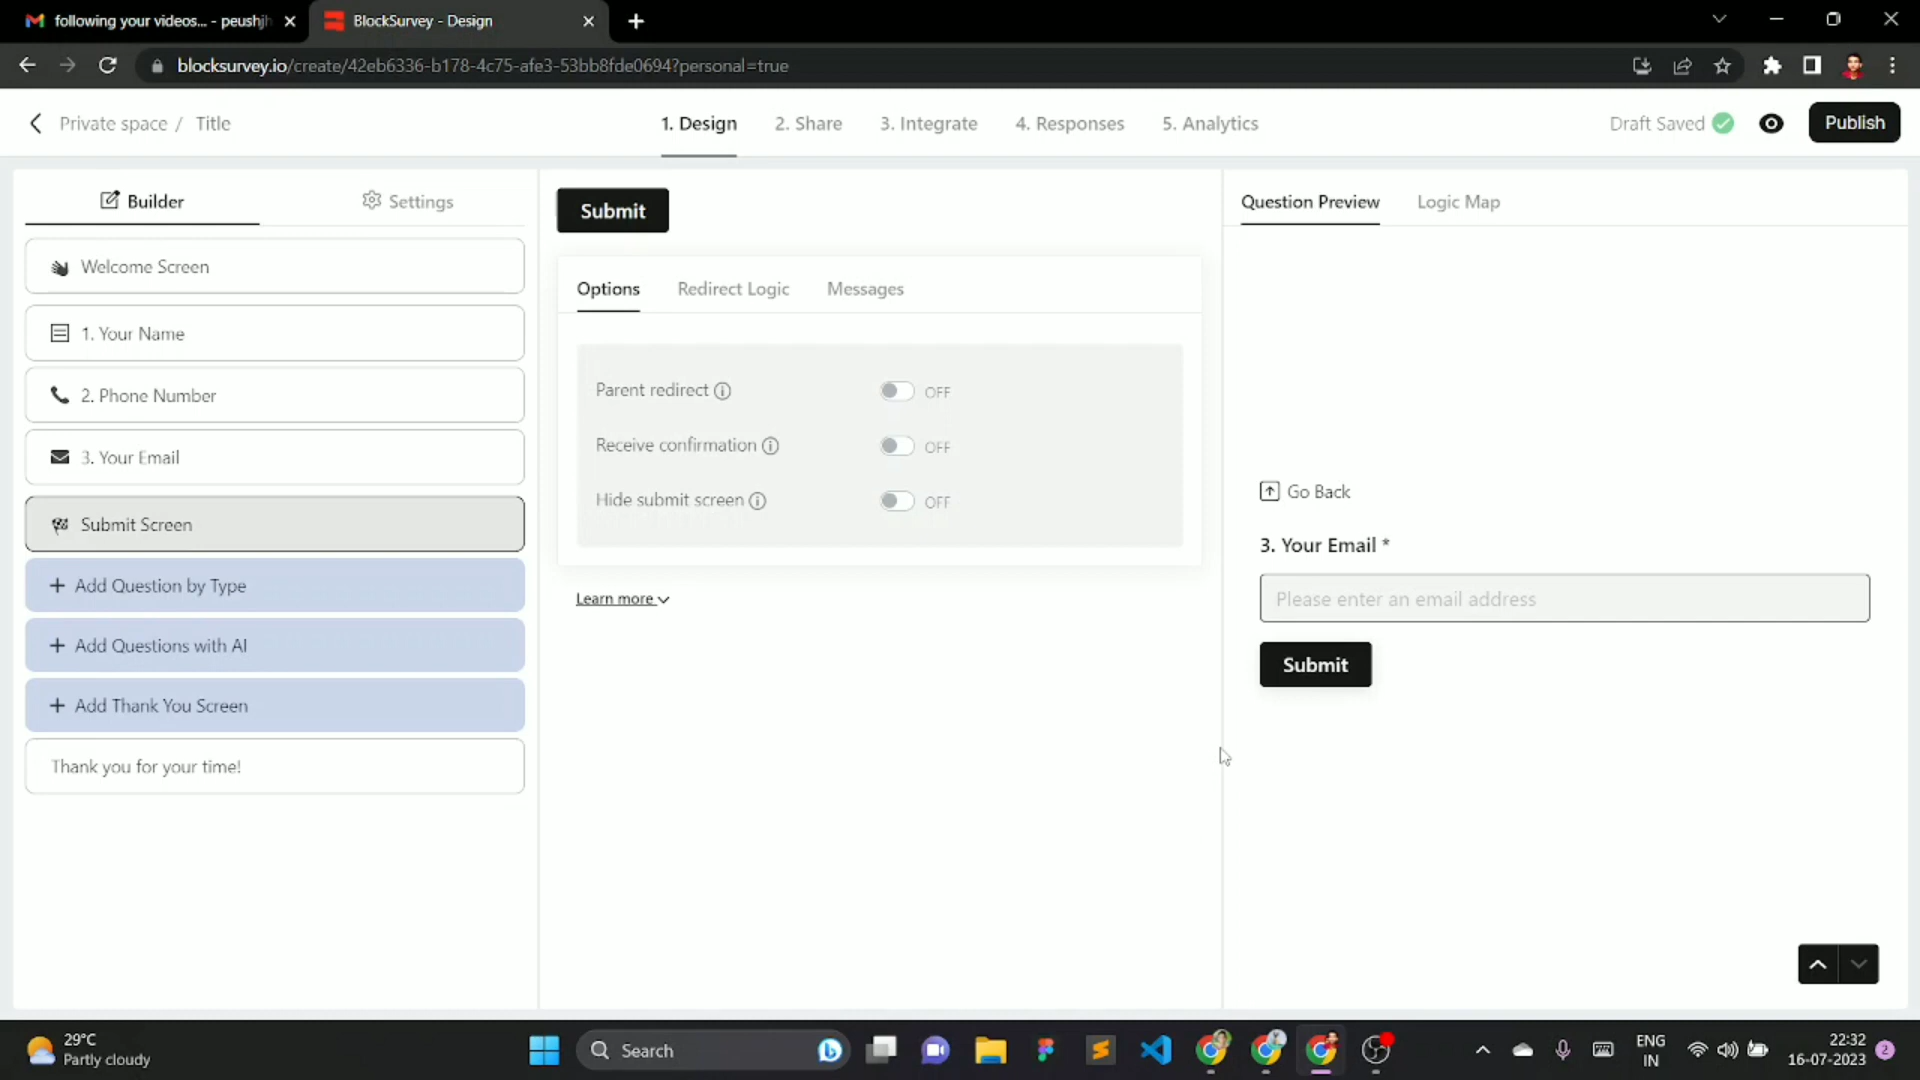 following your videos... - peushjh
BlockSurvey - Design
blocksurvey.io/create/42eb6336-b178-4c75-afe3-53bb8fde0694?personal=true
Private space / Title
1. Design
2. Share
3. Integrate
4. Responses
5. Analytics
Draft Saved
Publish
Builder
Settings
Welcome Screen
1. Your Name
2. Phone Number
3. Your Email
Submit Screen
+ Add Question by Type
+ Add Questions with AI
+ Add Thank You Screen
Thank you for your time!
Submit
Options
Redirect Logic
Messages
Parent redirect
OFF
Receive confirmation
OFF
Hide submit screen
OFF
Learn more
Question Preview
Logic Map
Go Back
3. Your Email *
Please enter an email address
Submit
29°C
Partly cloudy
Search
ENG
IN
22:32
16-07-2023
2